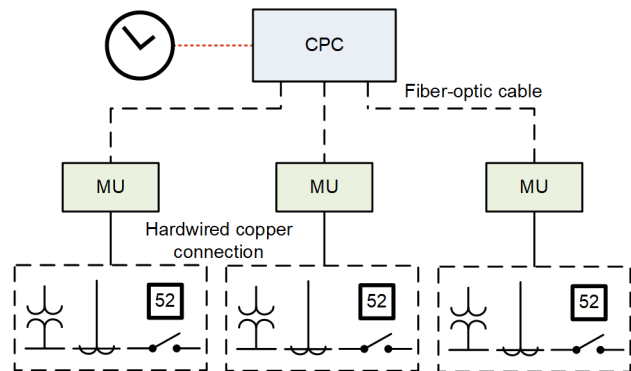 CPC
Fiber-optic cable
MU
MU
MU
Hardwired copper
connection
52
52
52